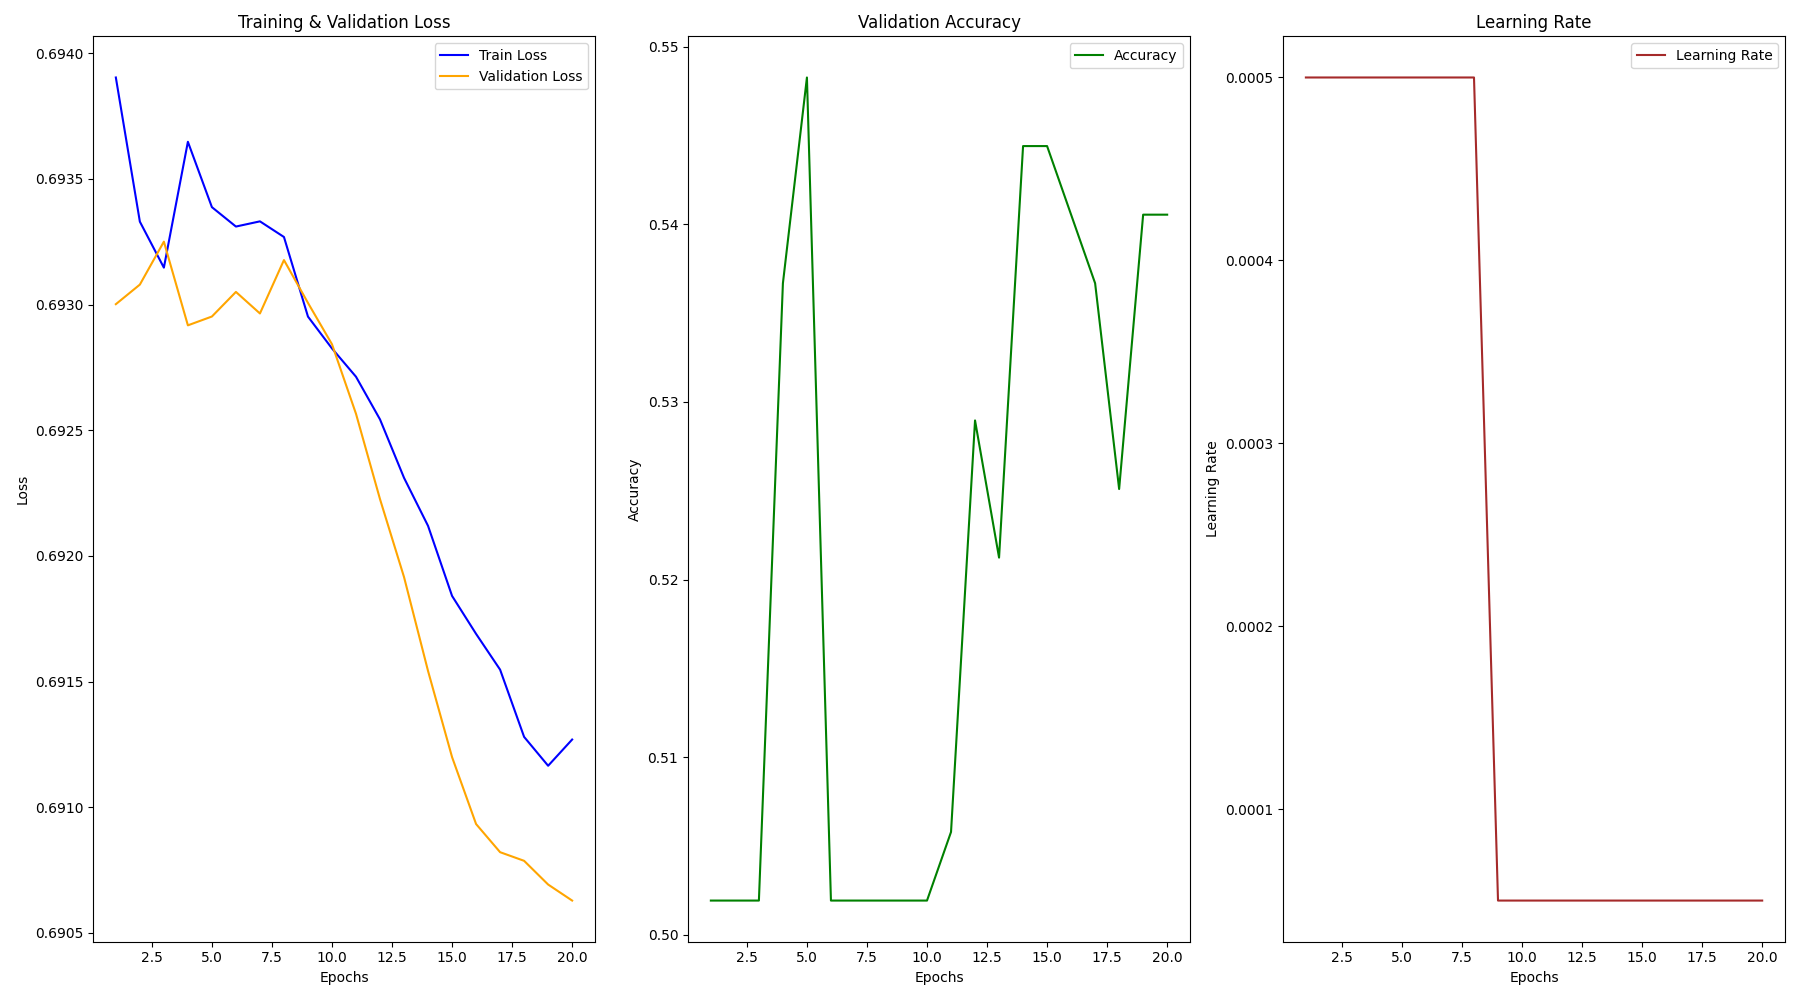 Training & Validation Loss
Train Loss
Validation Loss
0.6940
0.6935
0.6930
0.6925
0.6920
0.6915
0.6910
0.6905
Loss
2.5 5.0 7.5 10.0 12.5 15.0 17.5 20.0
Epochs
Validation Accuracy
Accuracy
0.55
0.54
0.53
0.52
0.51
0.50
Accuracy
2.5 5.0 7.5 10.0 12.5 15.0 17.5 20.0
Epochs
Learning Rate
Learning Rate
0.0005
0.0004
0.0003
0.0002
0.0001
Learning Rate
2.5 5.0 7.5 10.0 12.5 15.0 17.5 20.0
Epochs